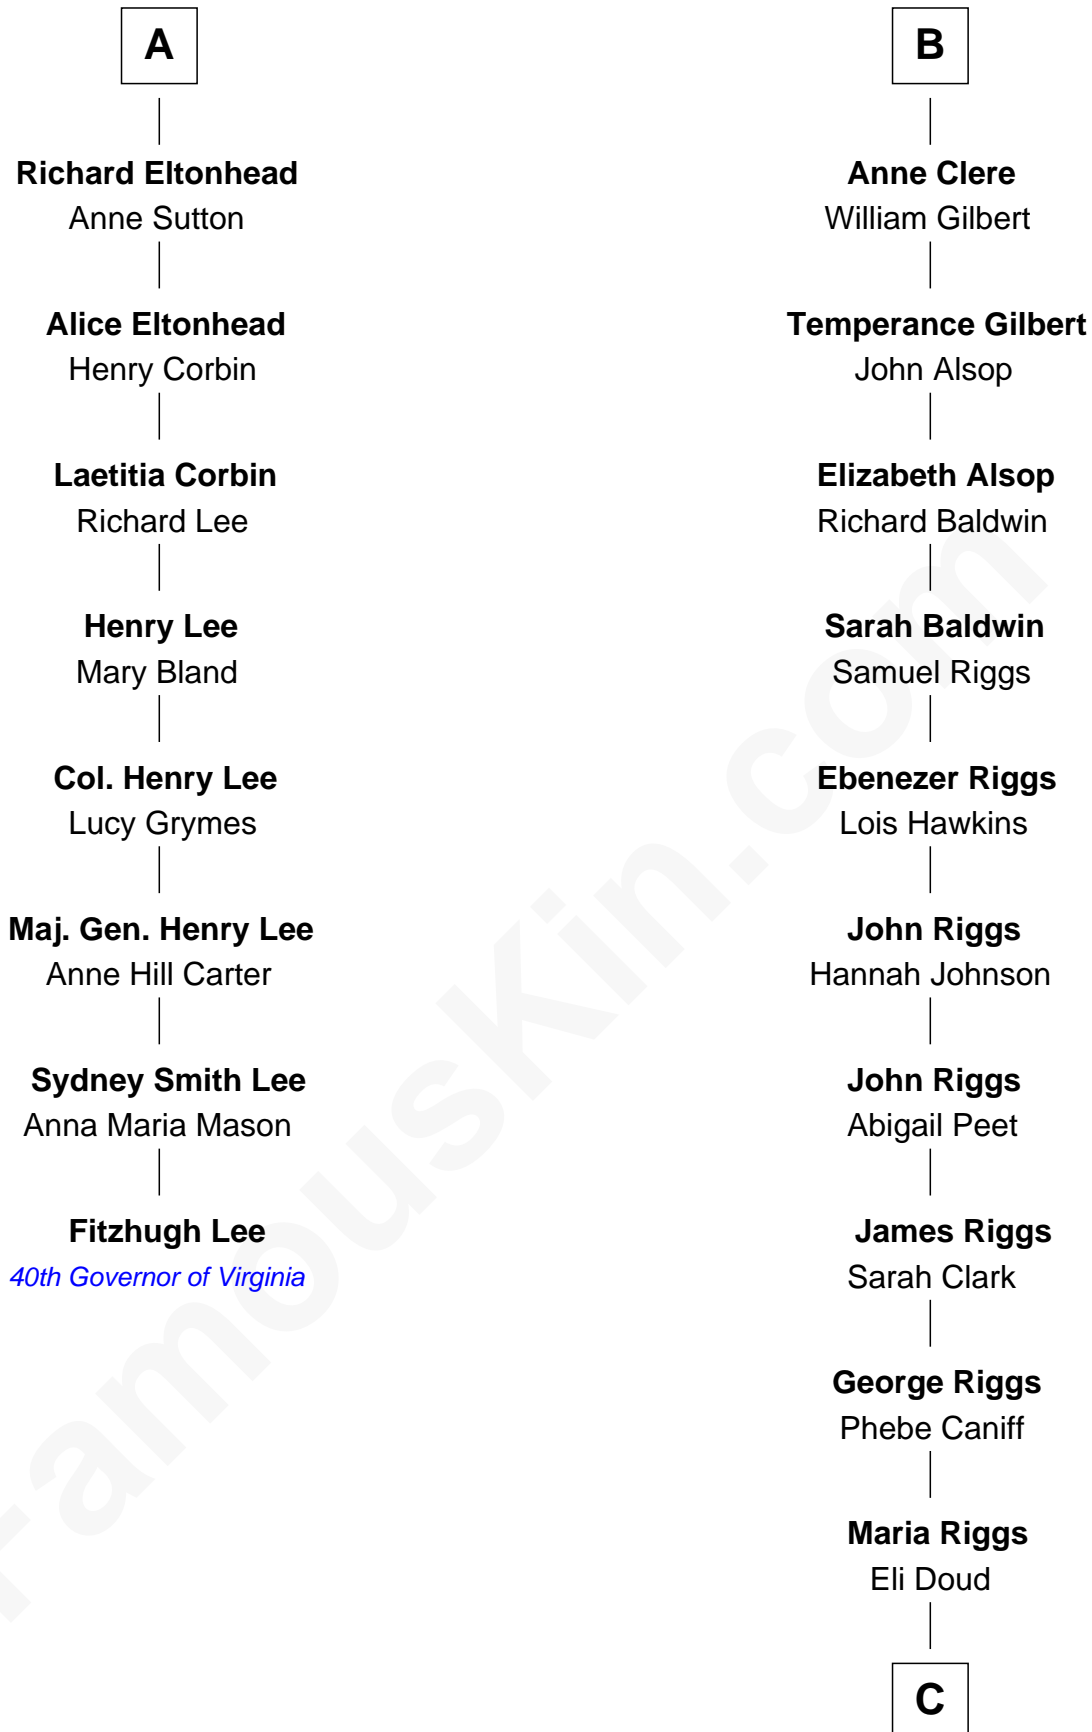 A
Richard Eltonhead
Anne Sutton
Alice Eltonhead
Henry Corbin
Laetitia Corbin
Richard Lee
Henry Lee
Mary Bland
Col. Henry Lee
Lucy Grymes
Maj. Gen. Henry Lee
Anne Hill Carter
Sydney Smith Lee
Anna Maria Mason
Fitzhugh Lee
40th Governor of Virginia
B
Anne Clere
William Gilbert
Temperance Gilbert
John Alsop
Elizabeth Alsop
Richard Baldwin
Sarah Baldwin
Samuel Riggs
Ebenezer Riggs
Lois Hawkins
John Riggs
Hannah Johnson
John Riggs
Abigail Peet
James Riggs
Sarah Clark
George Riggs
Phebe Caniff
Maria Riggs
Eli Doud
C
FamousKin.com